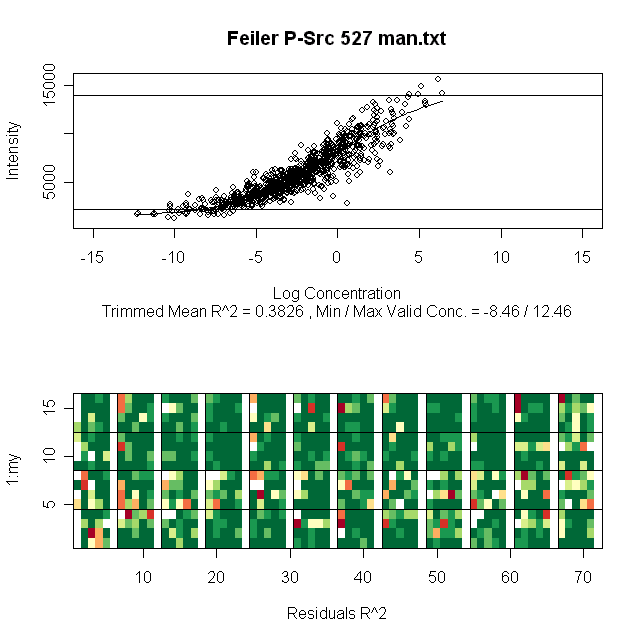 Feiler P-Src 527 man.txt
15000
5000
Intensity
-15 -10 -5 0 5 10 15
Log Concentration
Trimmed Mean R^2 = 0.3826 , Min / Max Valid Conc. = -8.46 / 12.46
15
10
5
1:my
10 20 30 40 50 60 70
Residuals R^2